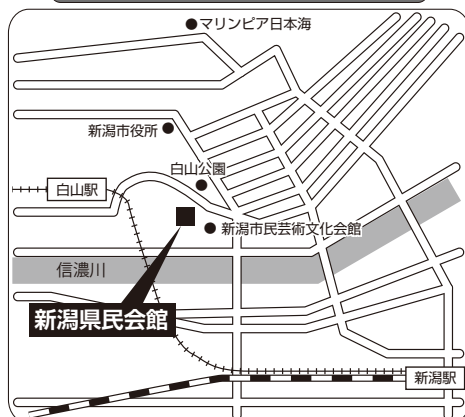 マリンピア日本海
新潟市役所
白山公園
白山駅
新潟市民芸術文化会館
信濃川
新潟県民会館
新潟駅